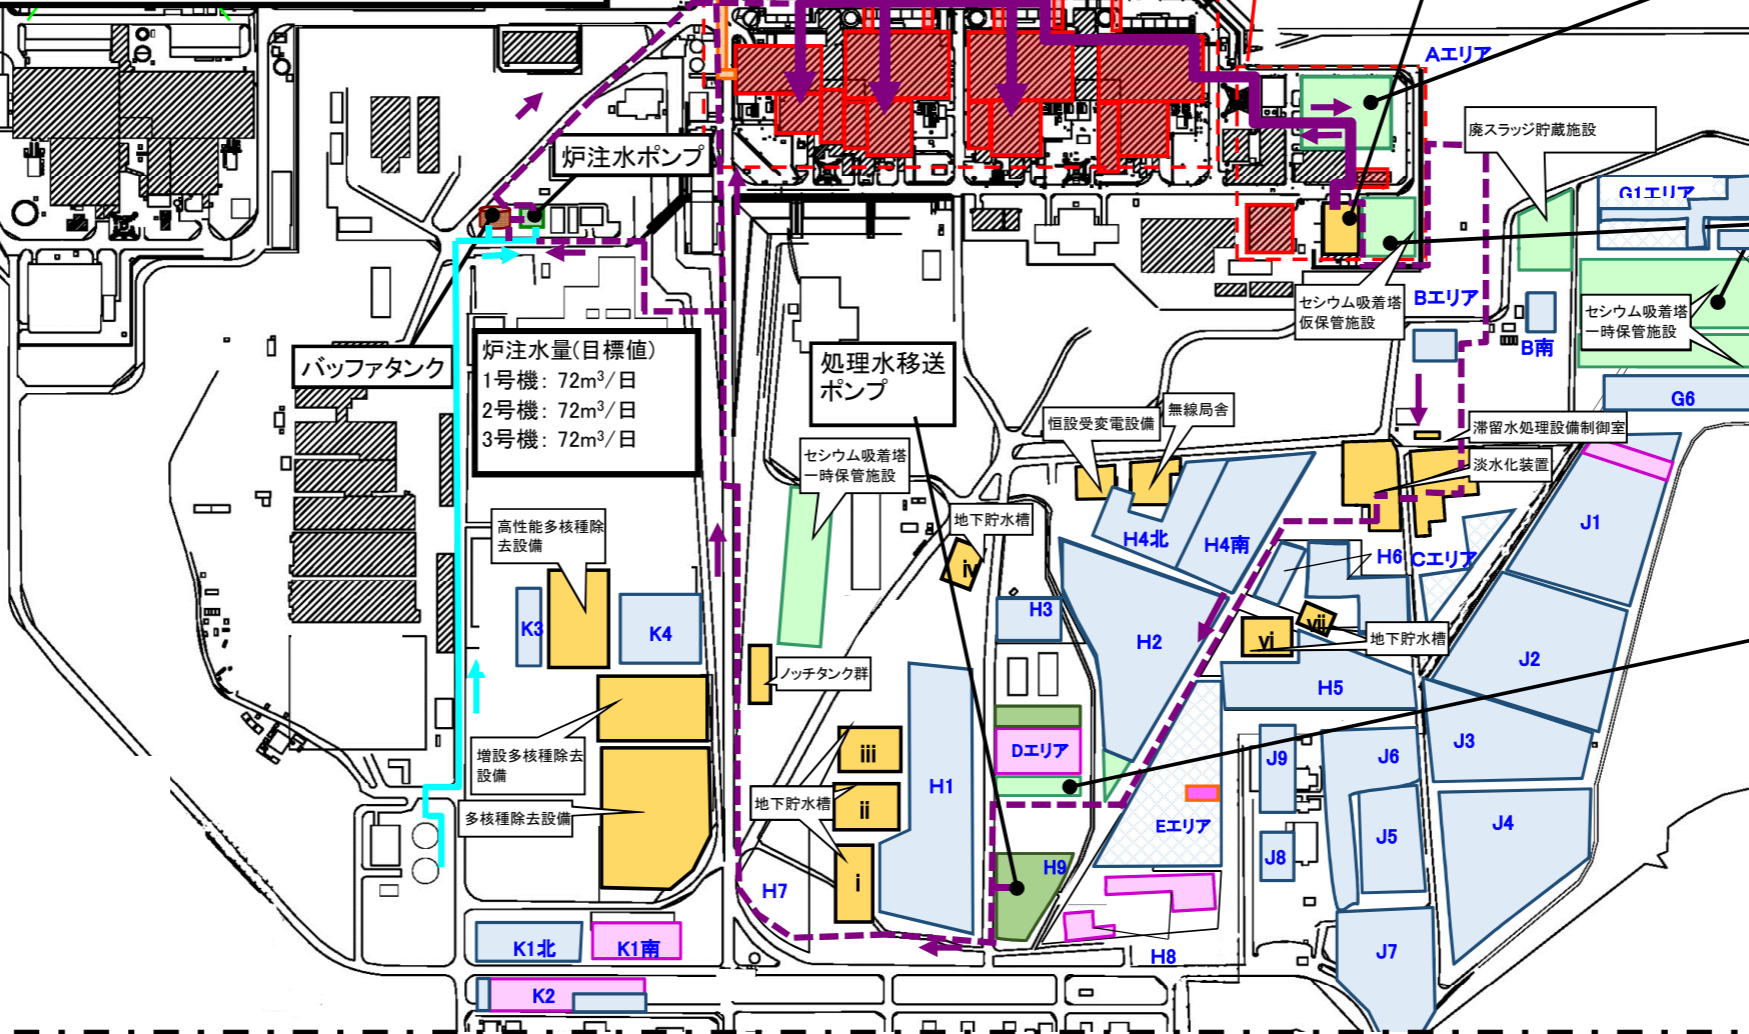 Aエリア
廃スラッジ貯蔵施設
炉注水ポンプ
G1エリア
セシウム吸着塔
仮保管施設
Bエリア
セシウム吸着塔
一時保管施設
B南
炉注水量(目標値)
1号機: 72m³/日
2号機: 72m³/日
3号機: 72m³/日
バッファタンク
処理水移送
ポンプ
G6
恒設受変電設備
無線局舎
滞留水処理設備制御室
セシウム吸着塔
一時保管施設
淡水化装置
高性能多核種除
去設備
地下貯水槽
iv
H4北
H4南
H6
Cエリア
J1
H3
K3
K4
H2
vi
vii
地下貯水槽
J2
ノッチタンク群
H5
増設多核種除去
設備
iii
Dエリア
J9
J6
J3
地下貯水槽
ii
H1
多核種除去設備
Eエリア
J5
J4
J8
i
H9
H7
K1北
K1南
H8
J7
K2